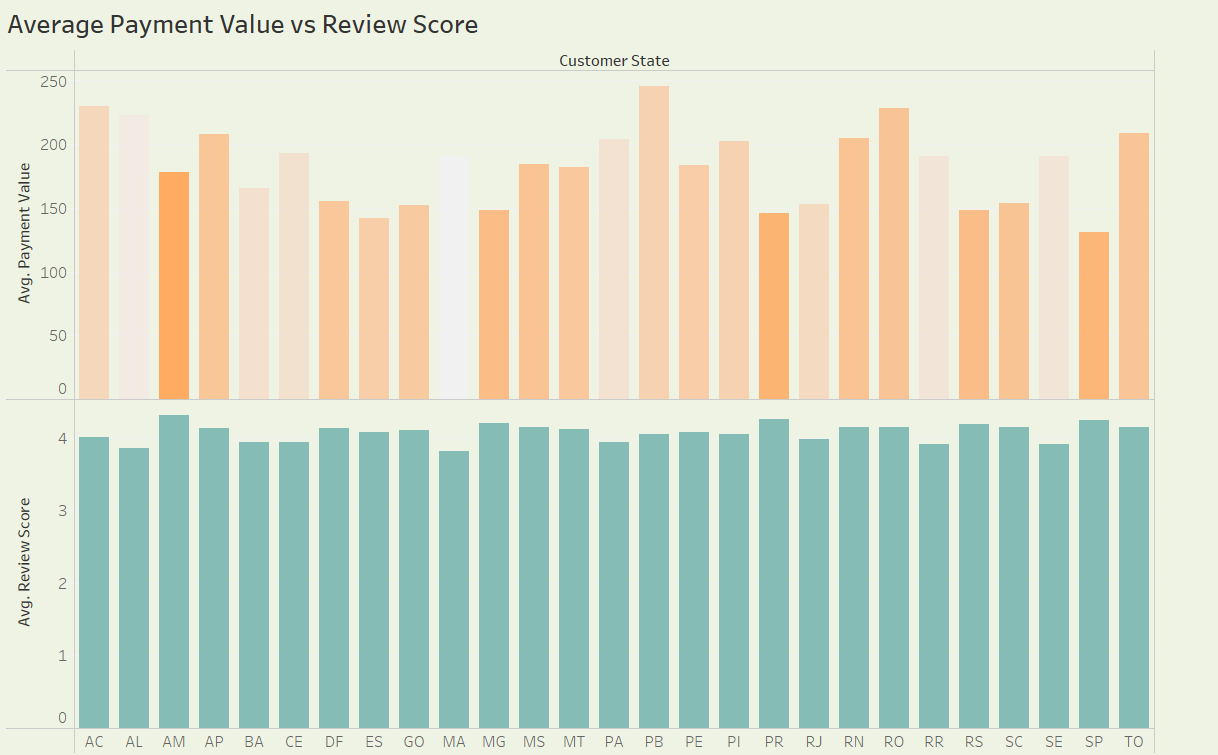 Average Payment Value vs Review Score
Customer State
250
200
150
100
50
0
Avg. Payment Value
4
3
2
1
0
Avg. Review Score
AC AL AM AP BA CE DF ES GO MA MG MS MT PA PB PE PI PR RJ RN RO RR RS SC SE SP TO